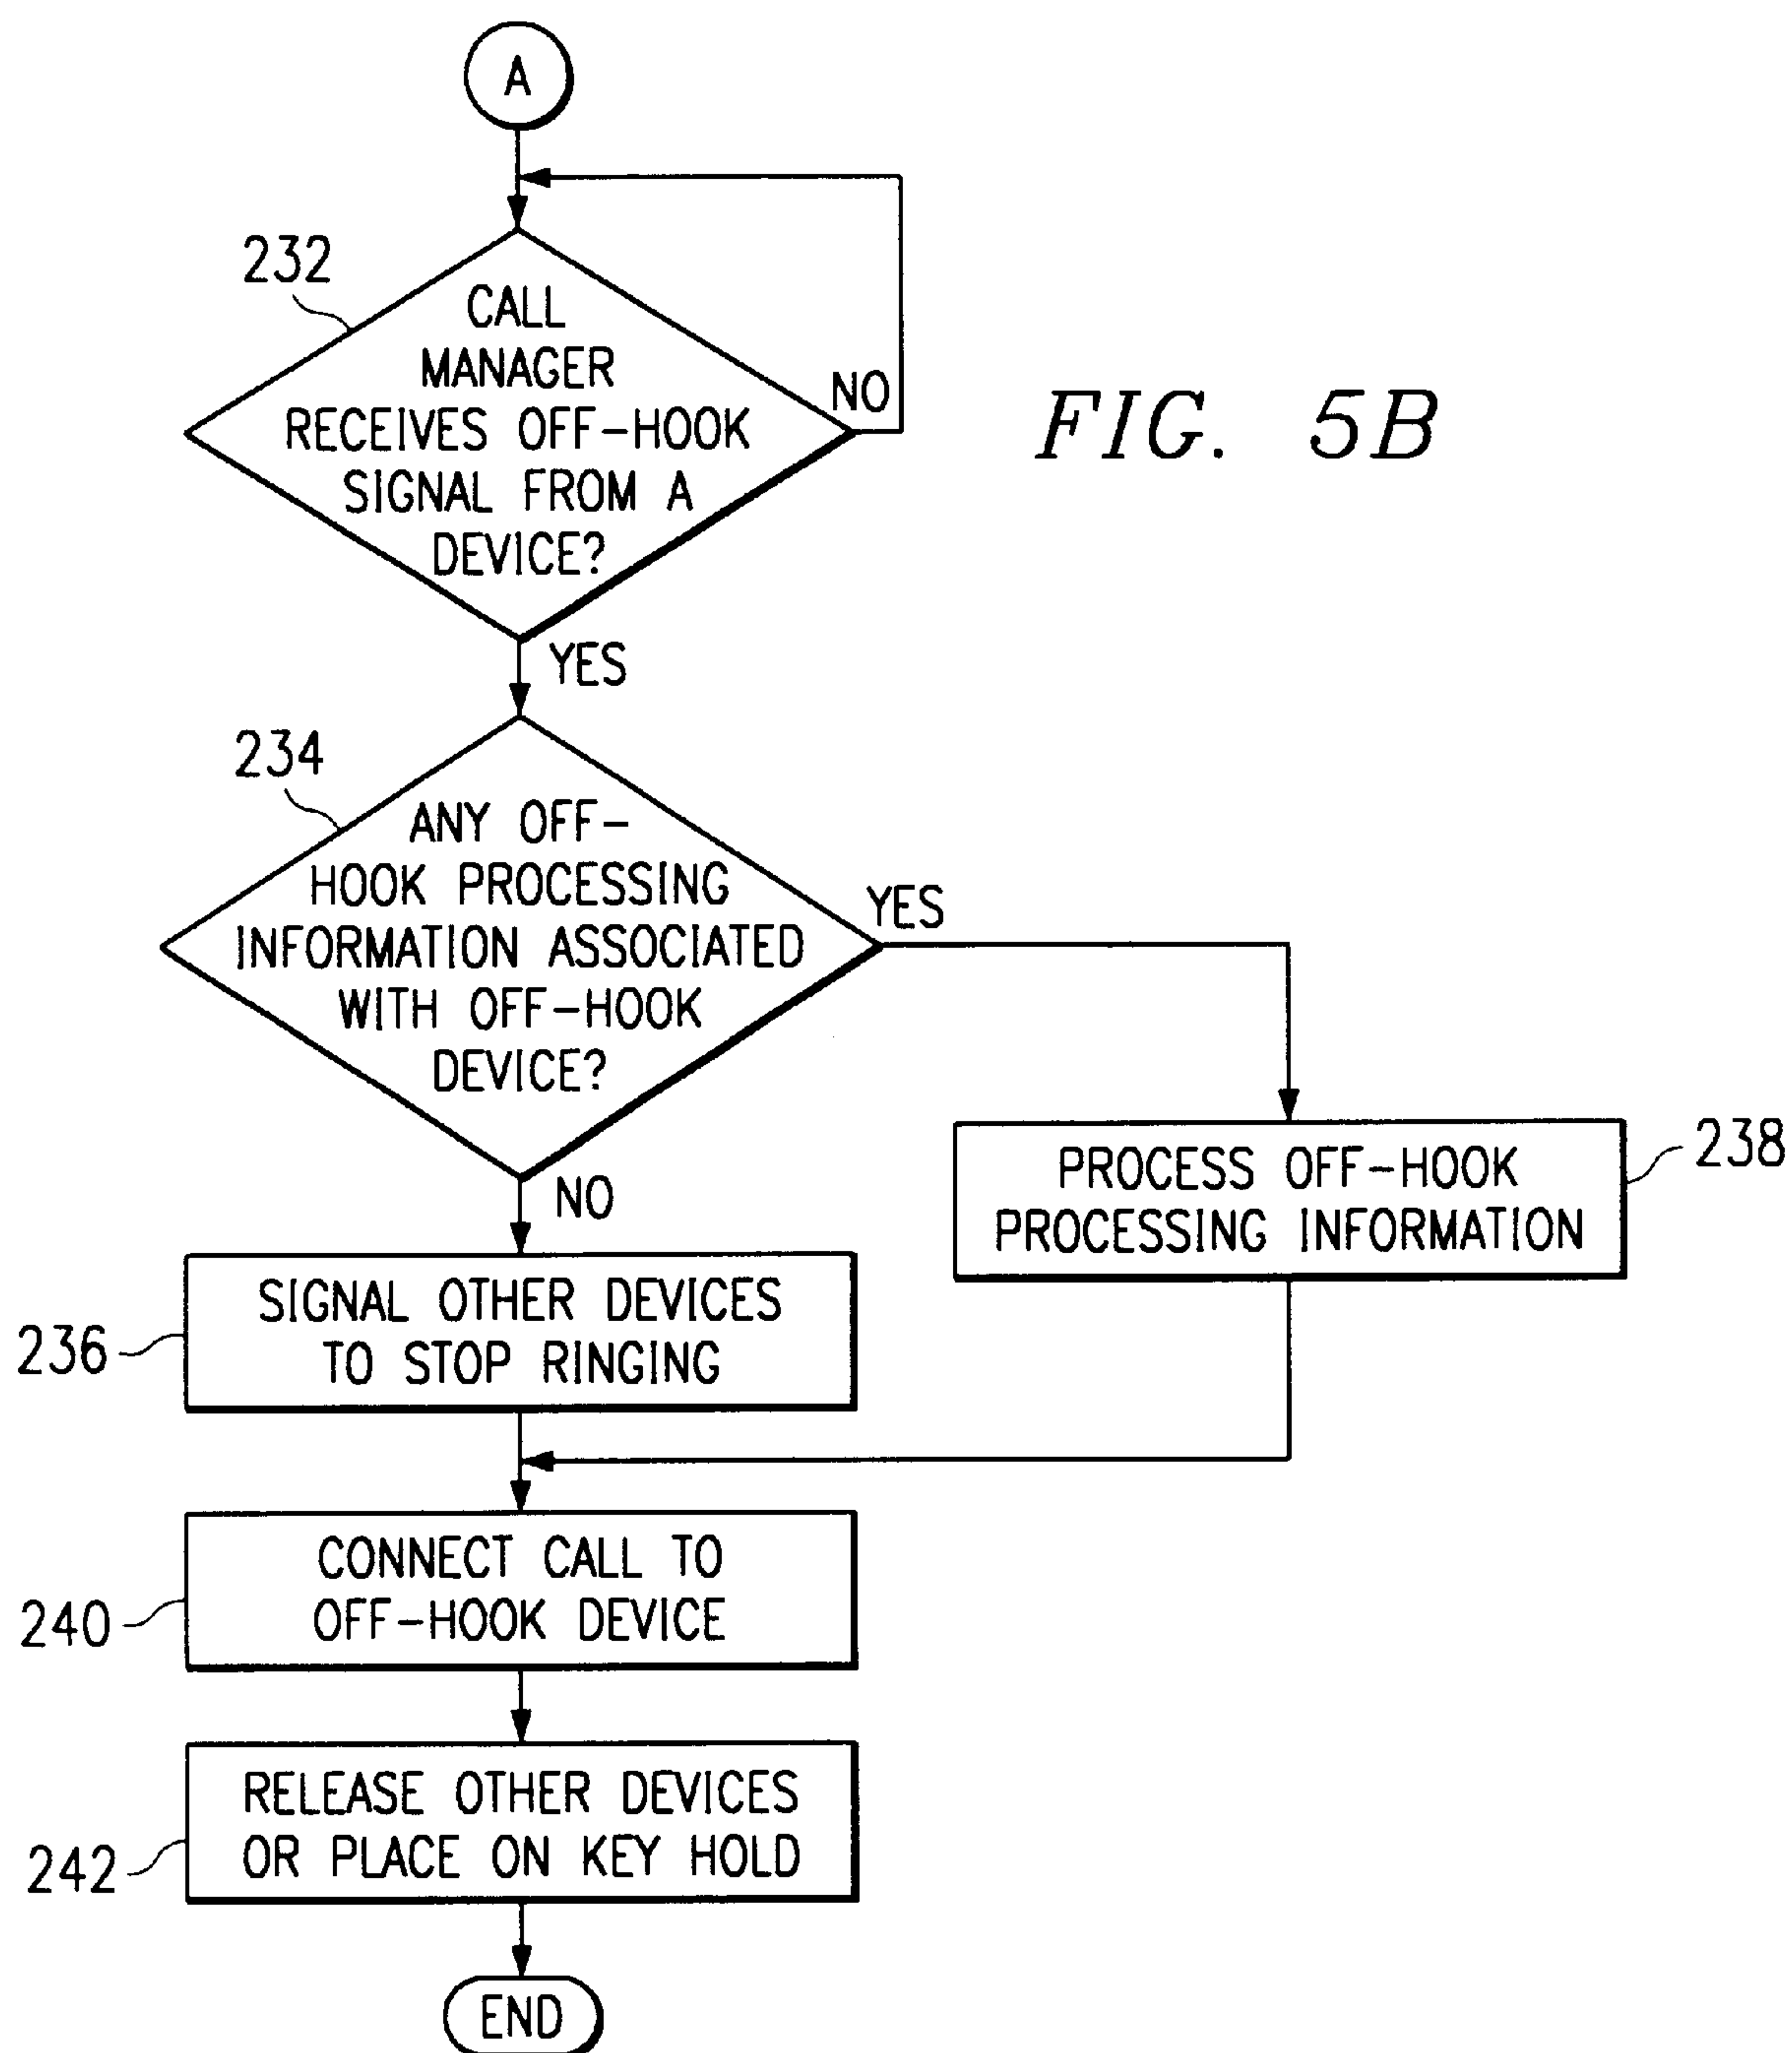 A
232
CALL
MANAGER
RECEIVES OFF-HOOK
SIGNAL FROM A
DEVICE?
NO
FIG. 5B
YES
234
ANY OFF-
HOOK PROCESSING
INFORMATION ASSOCIATED
WITH OFF-HOOK
DEVICE?
YES
NO
PROCESS OFF-HOOK
PROCESSING INFORMATION
238
SIGNAL OTHER DEVICES
TO STOP RINGING
236
CONNECT CALL TO
OFF-HOOK DEVICE
240
RELEASE OTHER DEVICES
OR PLACE ON KEY HOLD
242
END